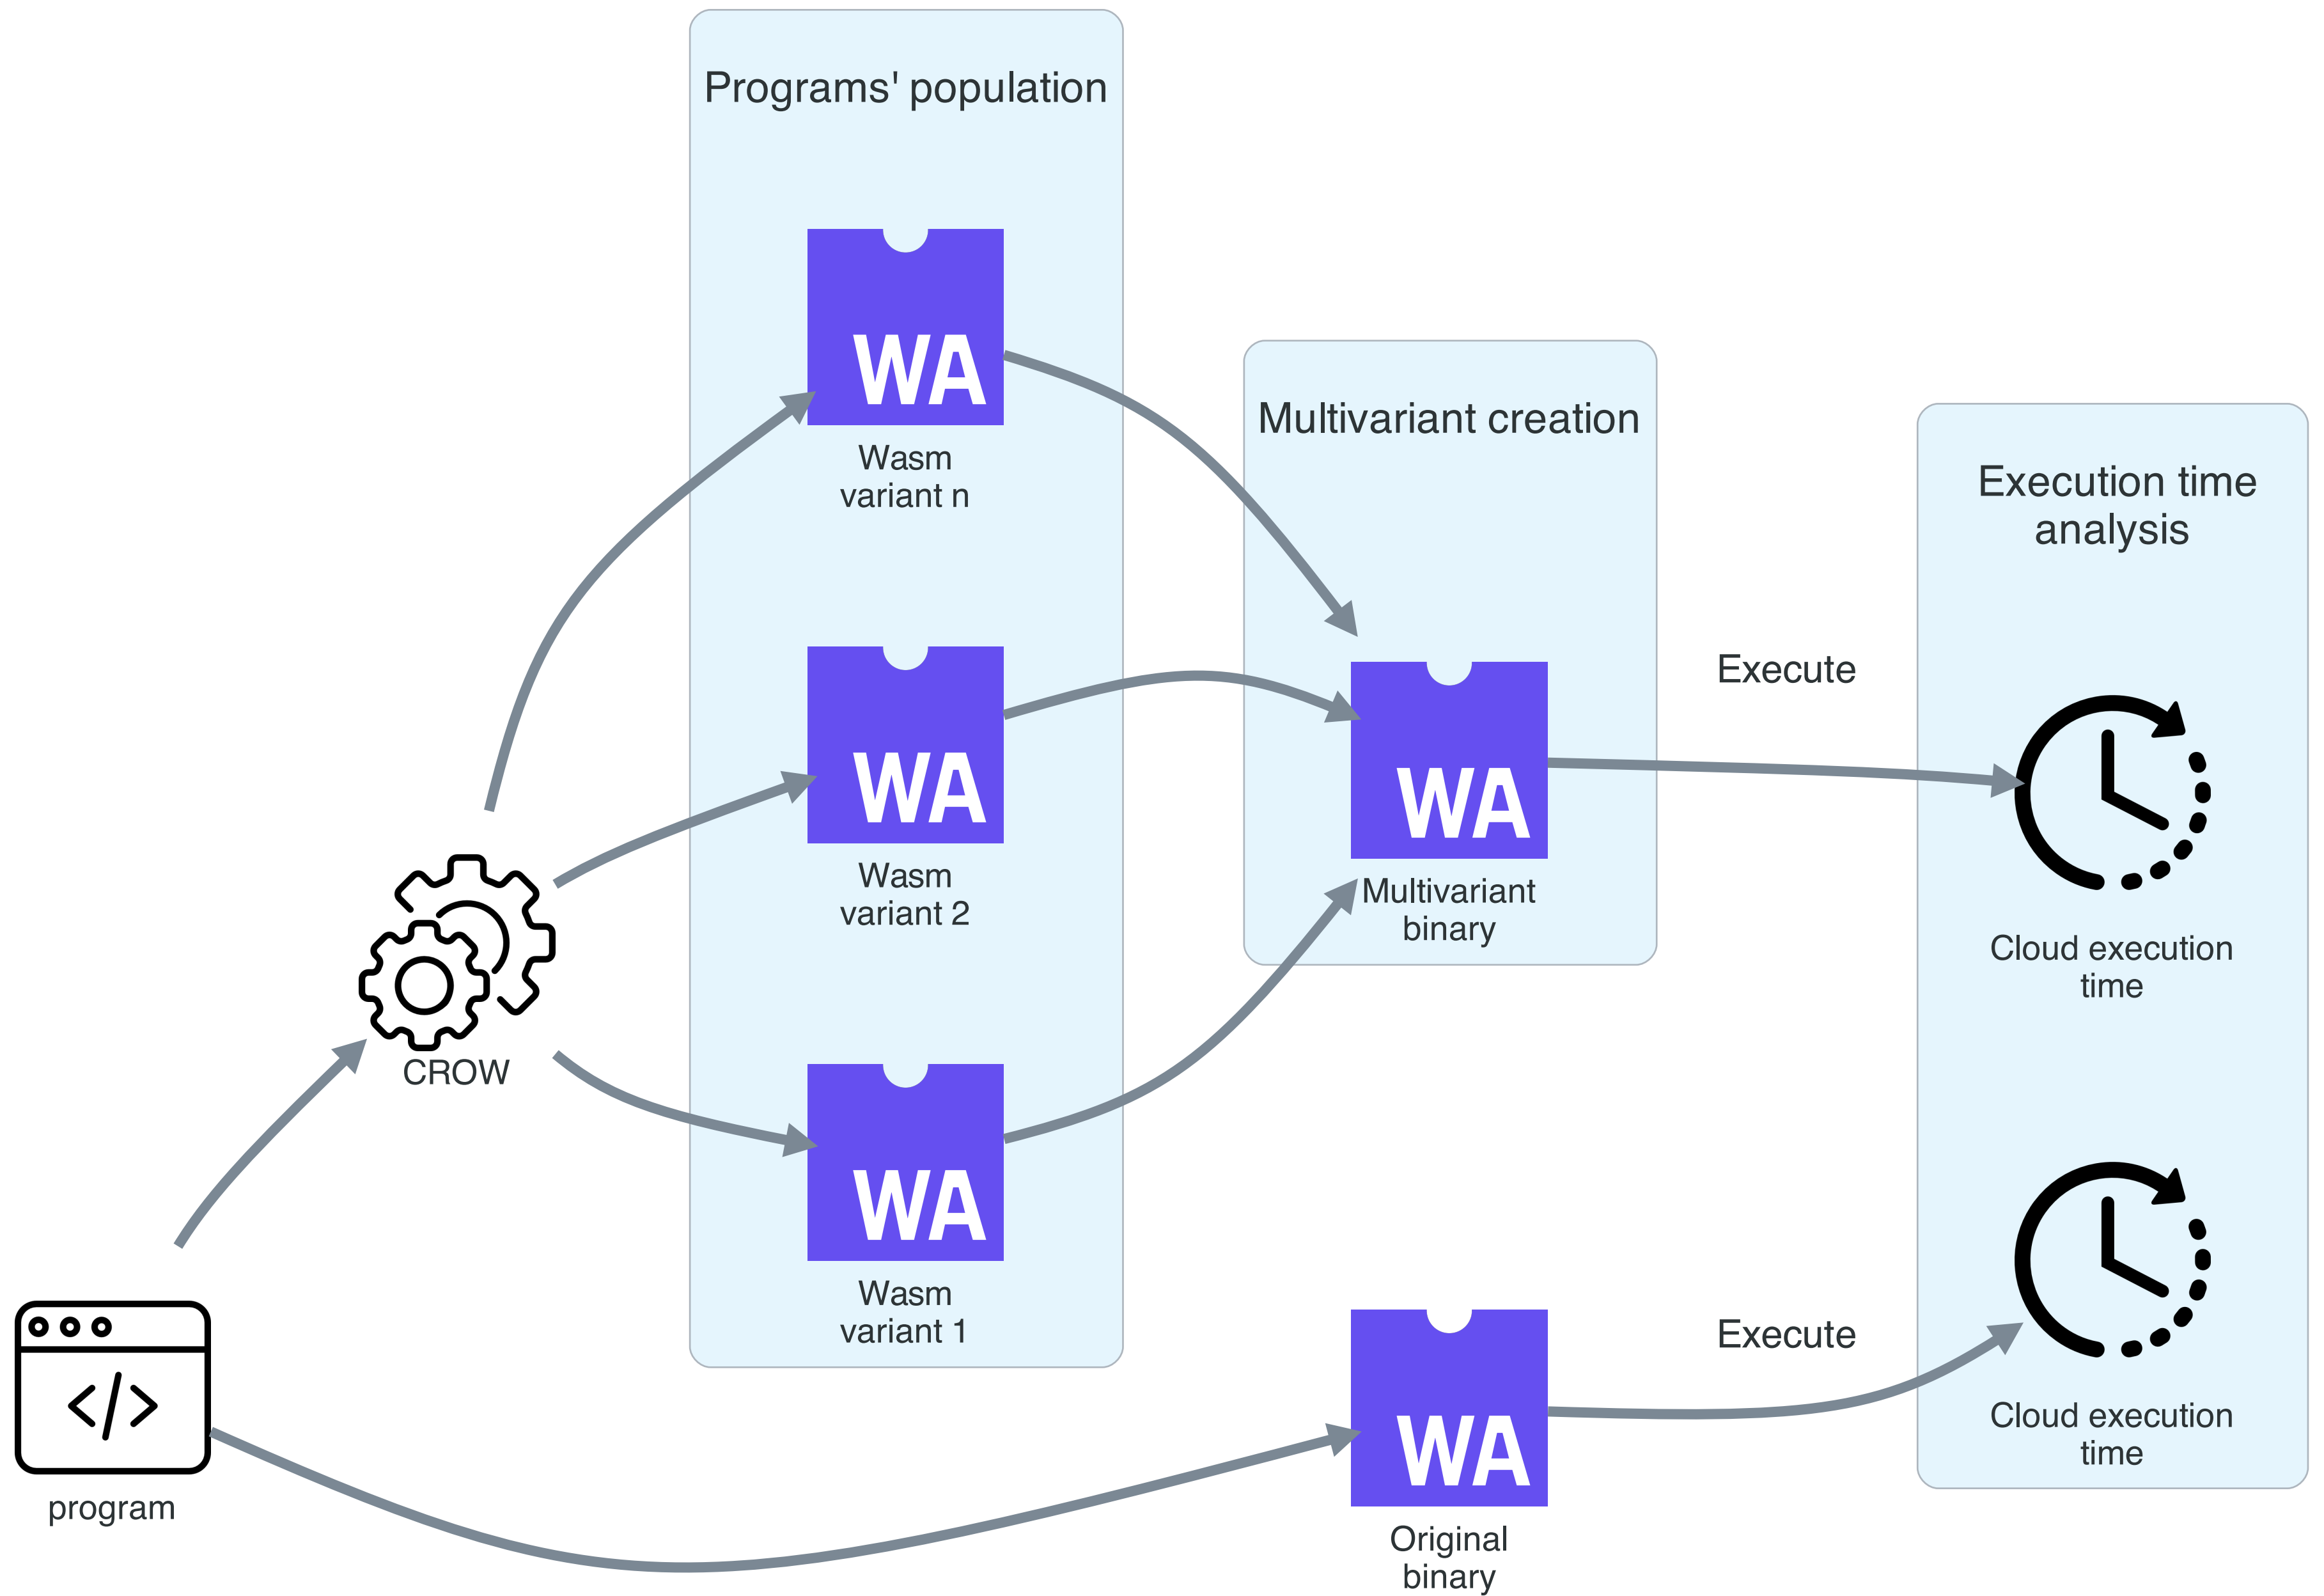 Programs' population
WA
Wasm
variant n
WA
Wasm
variant 2
WA
Wasm
variant 1
CROW
</>
program
Multivariant creation
WA
Multivariant
binary
WA
Original
binary
Execute
Execute
Execution time
analysis
Cloud execution
time
Cloud execution
time